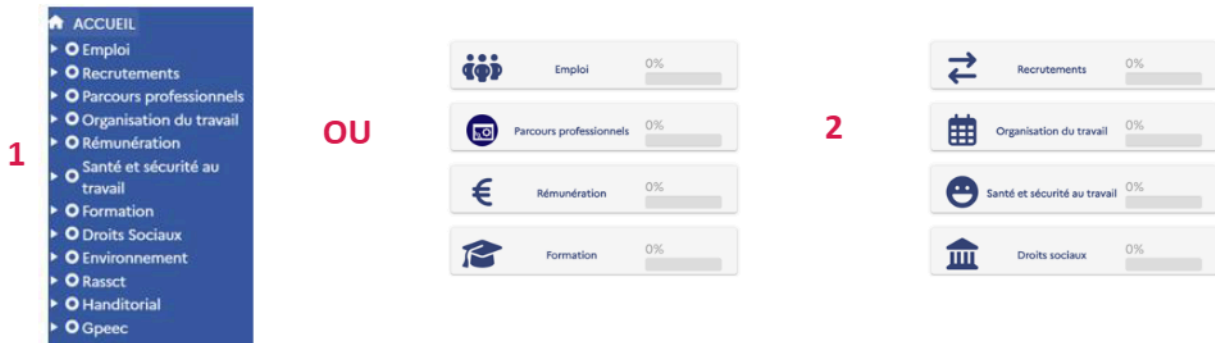 ACCUEIL
Emploi
Recrutements
Parcours professionnels
Organisation du travail
Rémunération
Santé et sécurité au
travail
Formation
Droits Sociaux
Environnement
Rassct
Handitorial
Gpeec
1
OU
Emploi 0%
Parcours professionnels 0%
Rémunération 0%
Formation 0%
2
Recrutements 0%
Organisation du travail 0%
Santé et sécurité au travail 0%
Droits sociaux 0%